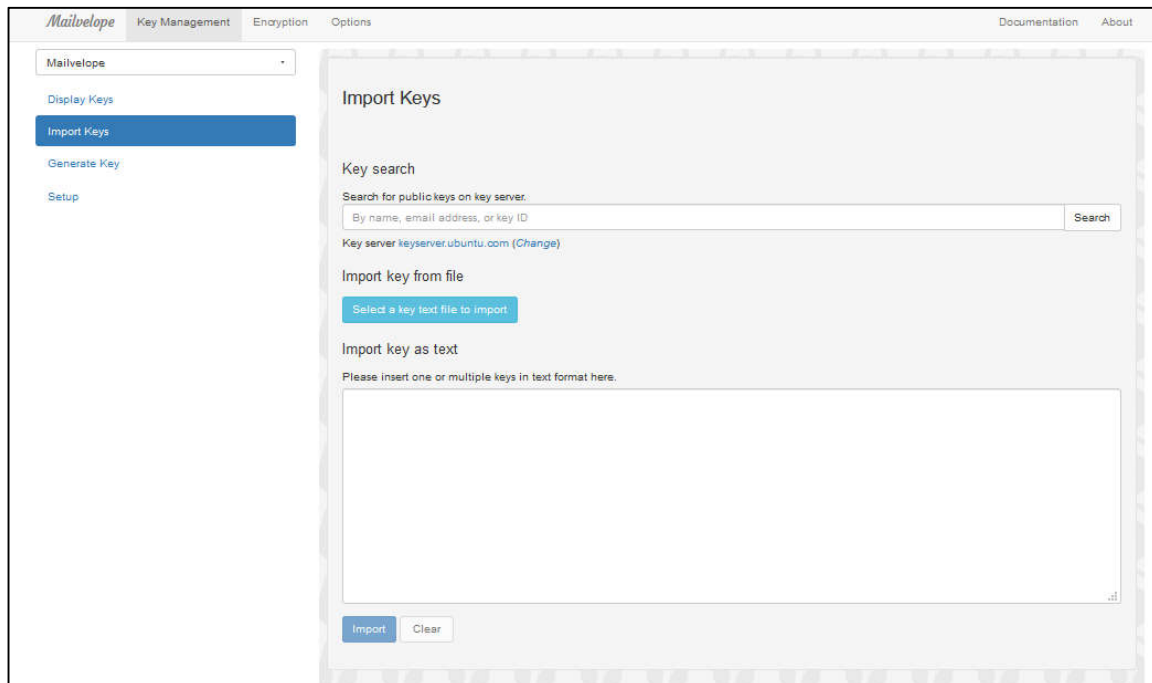 Mailvelope Key Management Encryption Options Documentation About
Mailvelope
Display Keys
Import Keys
Generate Key
Setup
Import Keys
Key search
Search for public keys on key server.
By name, email address, or key ID Search
Key server keyserver.ubuntu.com (Change)
Import key from file
Select a key text file to import
Import key as text
Please insert one or multiple keys in text format here.
Import Clear